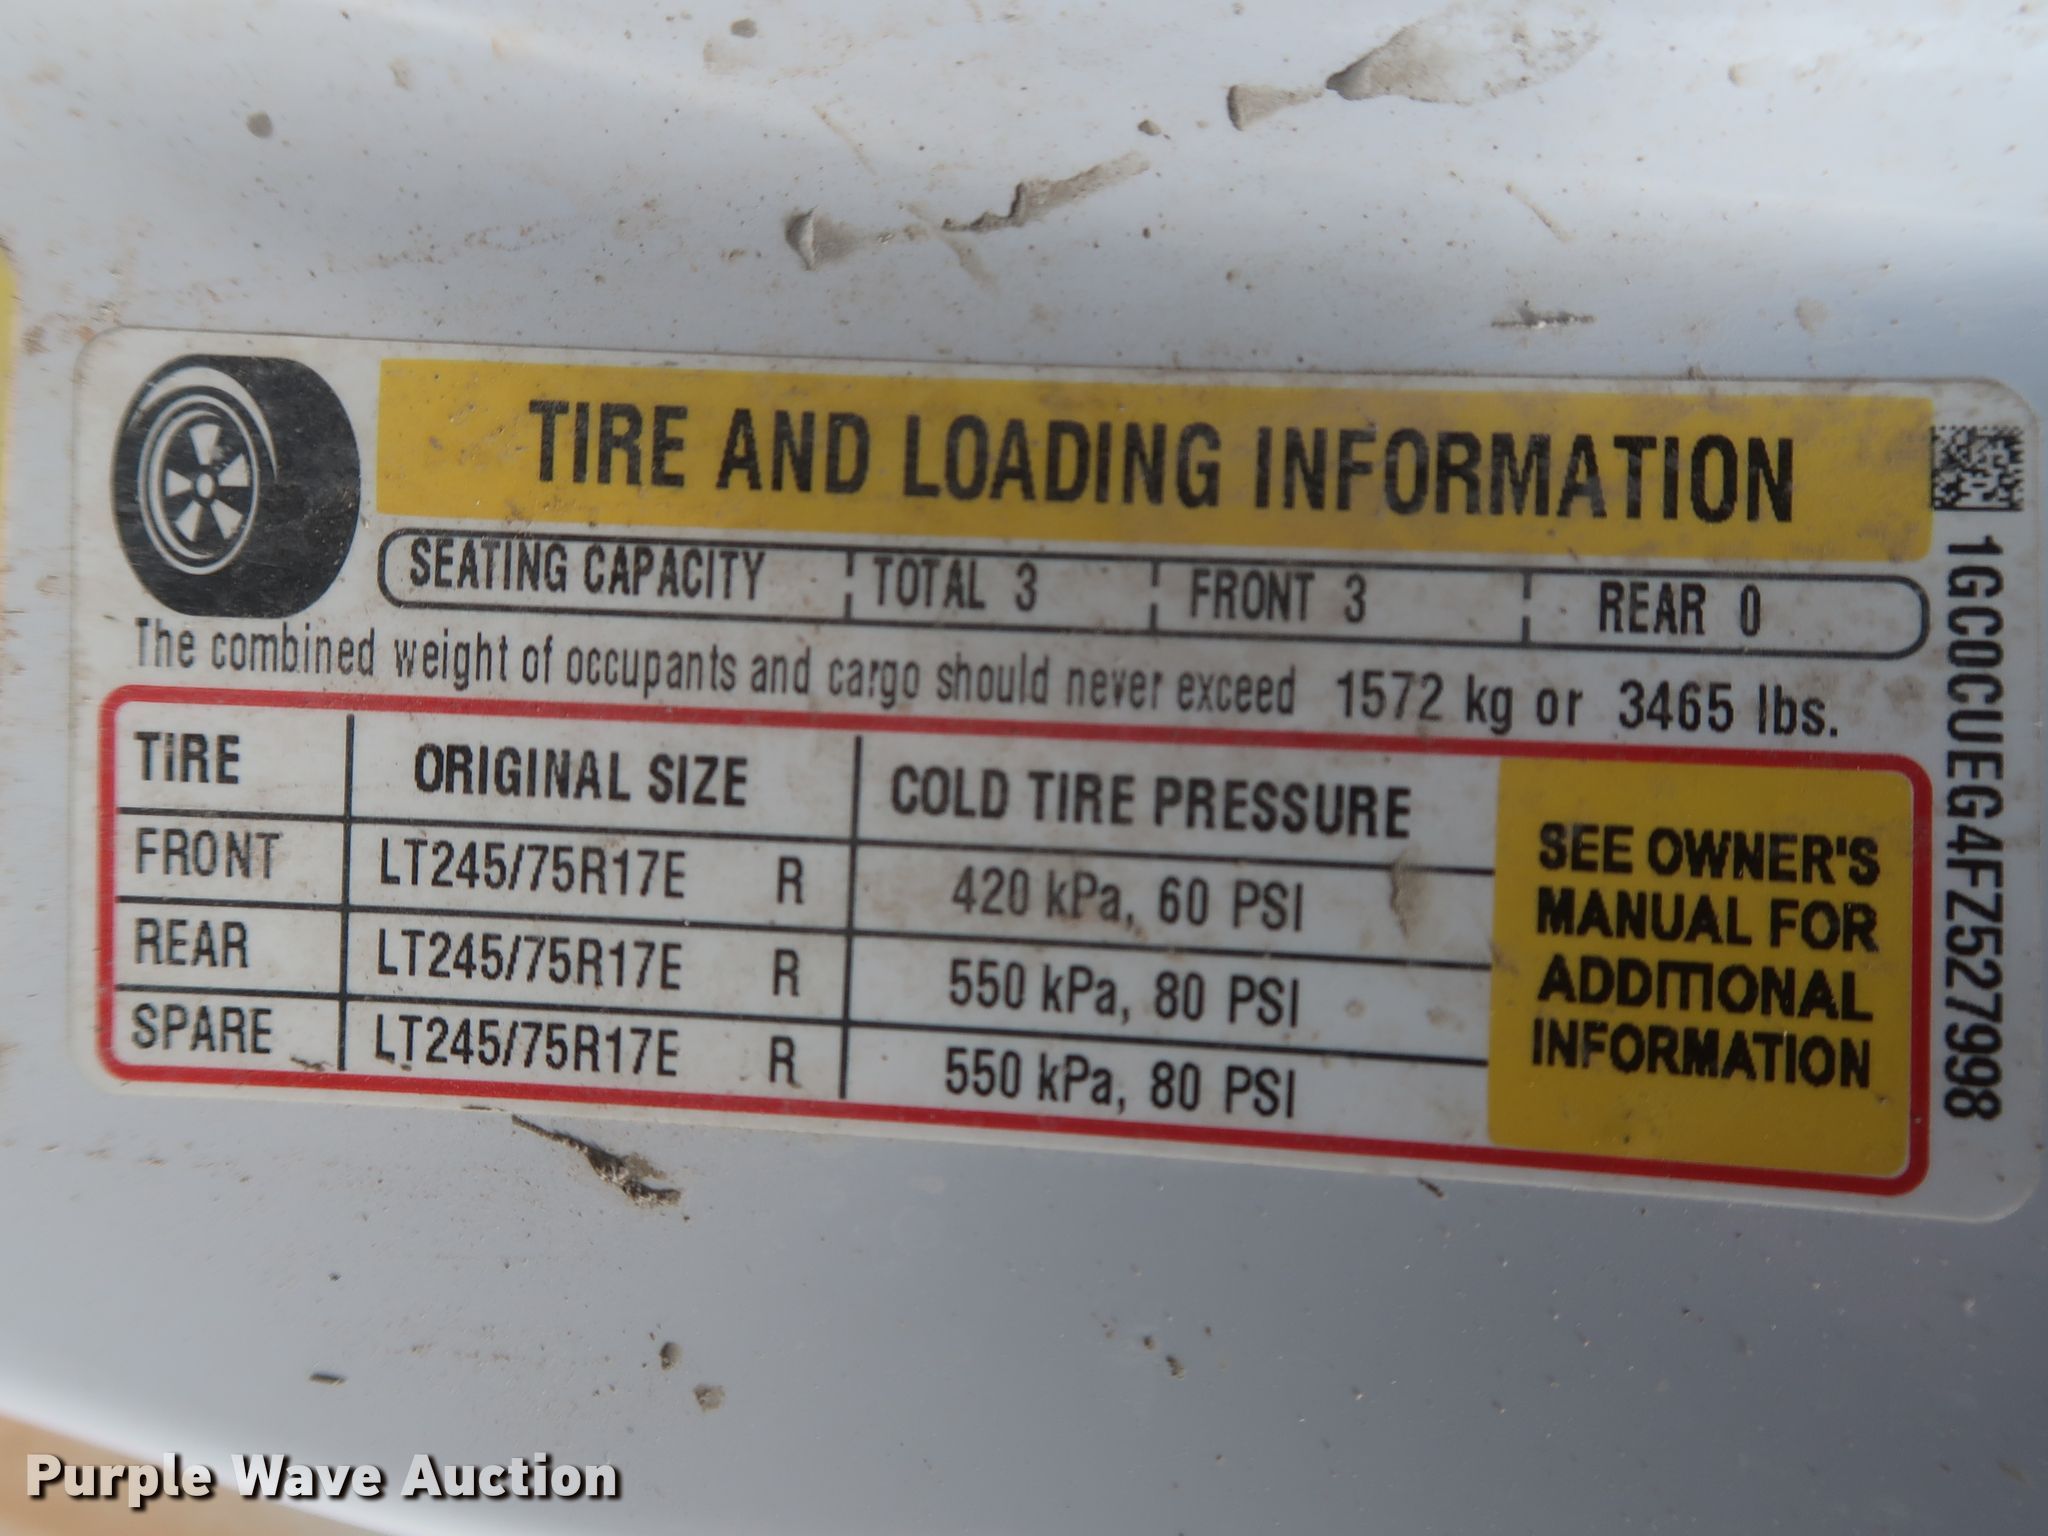 TIRE AND LOADING INFORMATION
SEATING CAPACITY TOTAL 3 FRONT 3 REAR 0
The combined weight of occupants and cargo should never exceed 1572 kg or 3465 lbs.
TIRE ORIGINAL SIZE COLD TIRE PRESSURE
FRONT LT245/75R17E R 420 kPa, 60 PSI
REAR LT245/75R17E R 550 kPa, 80 PSI
SPARE LT245/75R17E R 550 kPa, 80 PSI
SEE OWNER'S
MANUAL FOR
ADDITIONAL
INFORMATION
1GC0CUEG4FZ527998
Purple Wave Auction